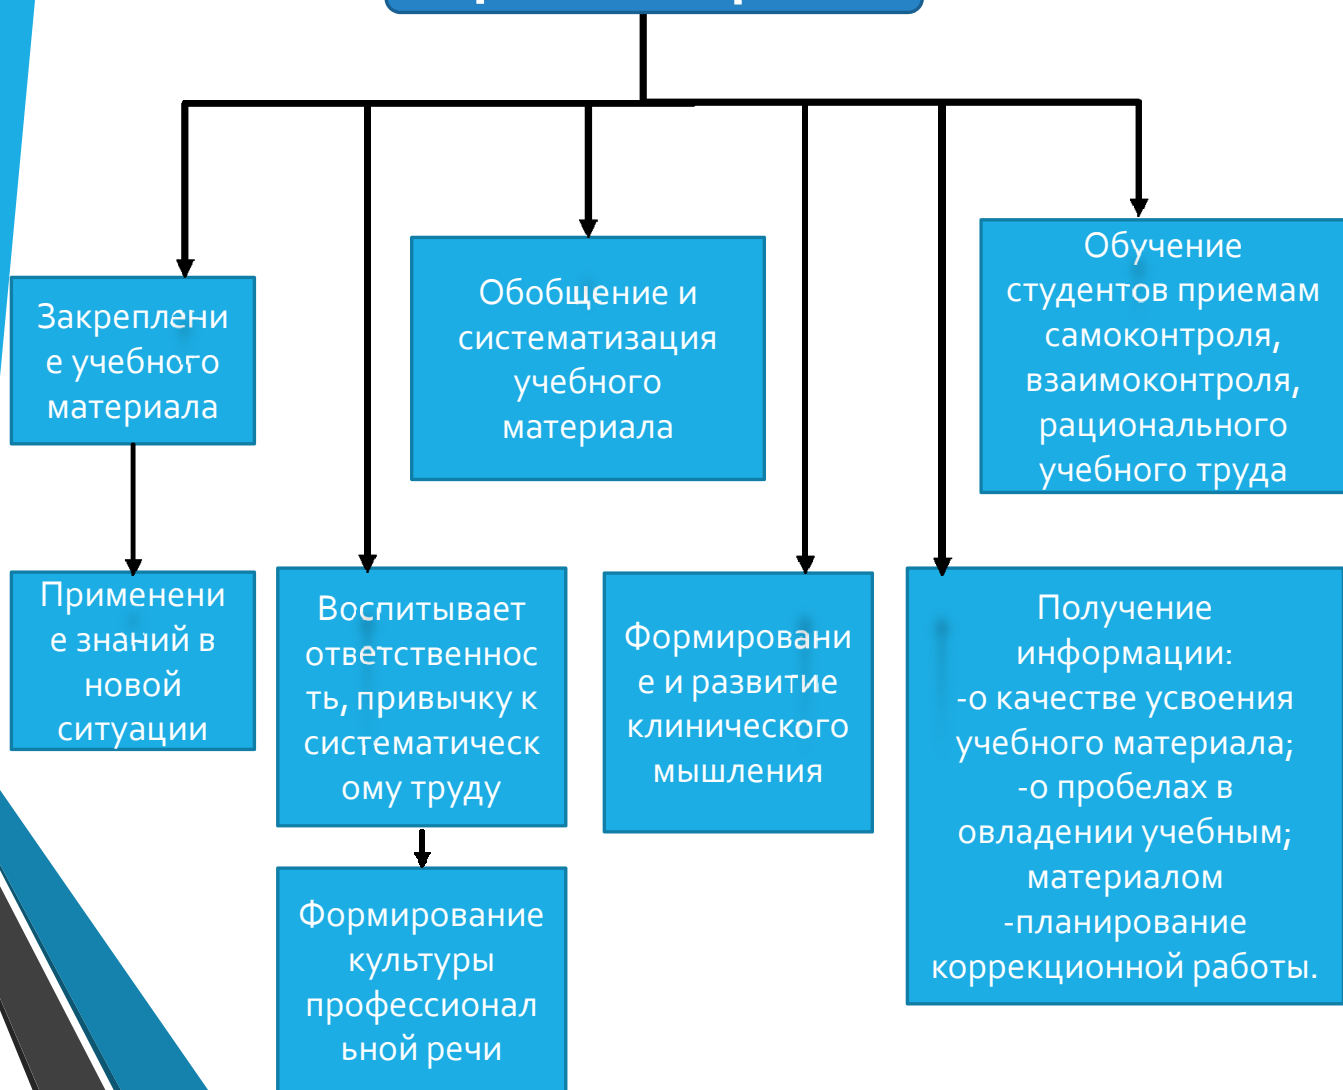 Закреплени
е учебного
материала
Обобщение и
систематизация
учебного
материала
Обучение
студентов приемам
самоконтроля,
взаимоконтроля,
рационального
учебного труда
Применени
е знаний в
новой
ситуации
Воспитывает
ответственнос
ть, привычку к
систематическ
ому труду
Формировани
е и развитие
клинического
мышления
Получение
информации:
-о качестве усвоения
учебного материала;
-о пробелах в
овладении учебным;
материалом
-планирование
коррекционной работы.
Формирование
культуры
профессионал
ьной речи